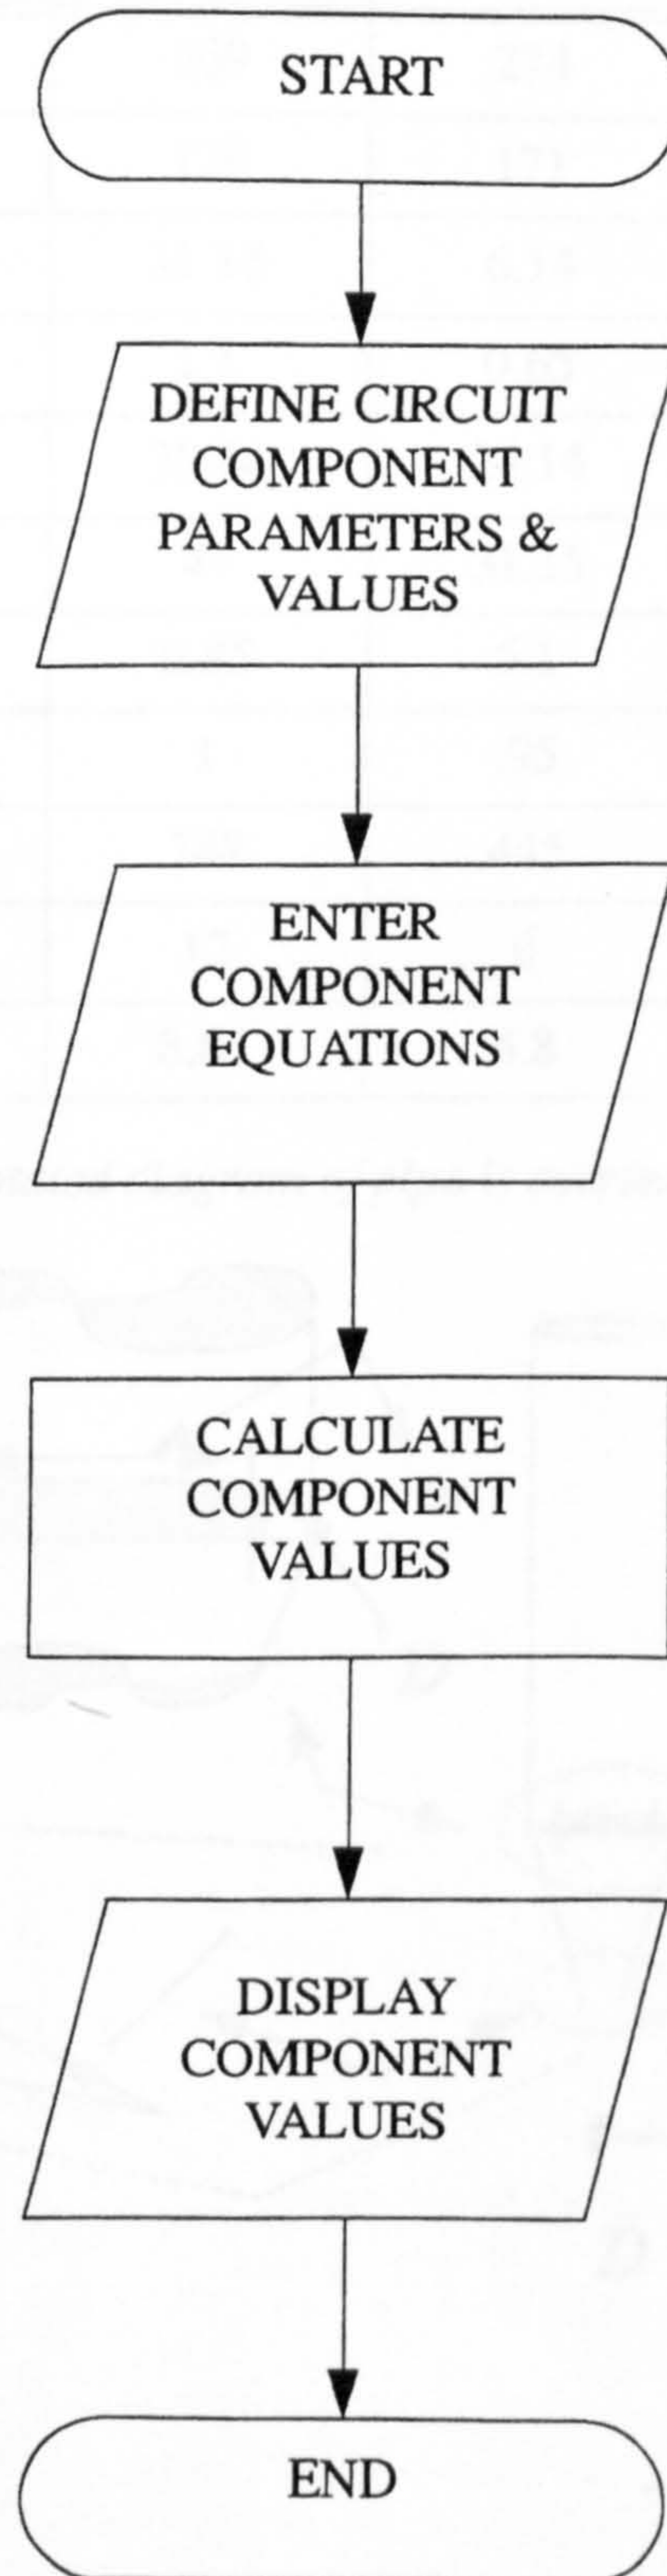 START
DEFINE CIRCUIT
COMPONENT
PARAMETERS &
VALUES
ENTER
COMPONENT
EQUATIONS
CALCULATE
COMPONENT
VALUES
DISPLAY
COMPONENT
VALUES
END